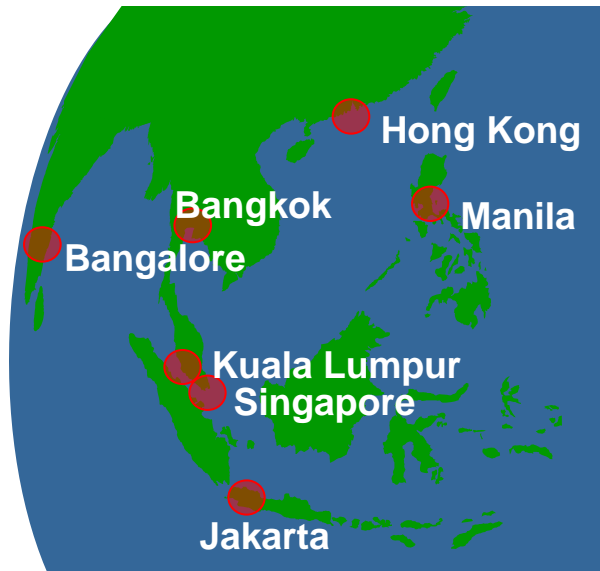 Hong Kong
Bangkok
Manila
Bangalore
Kuala Lumpur
Singapore
Jakarta